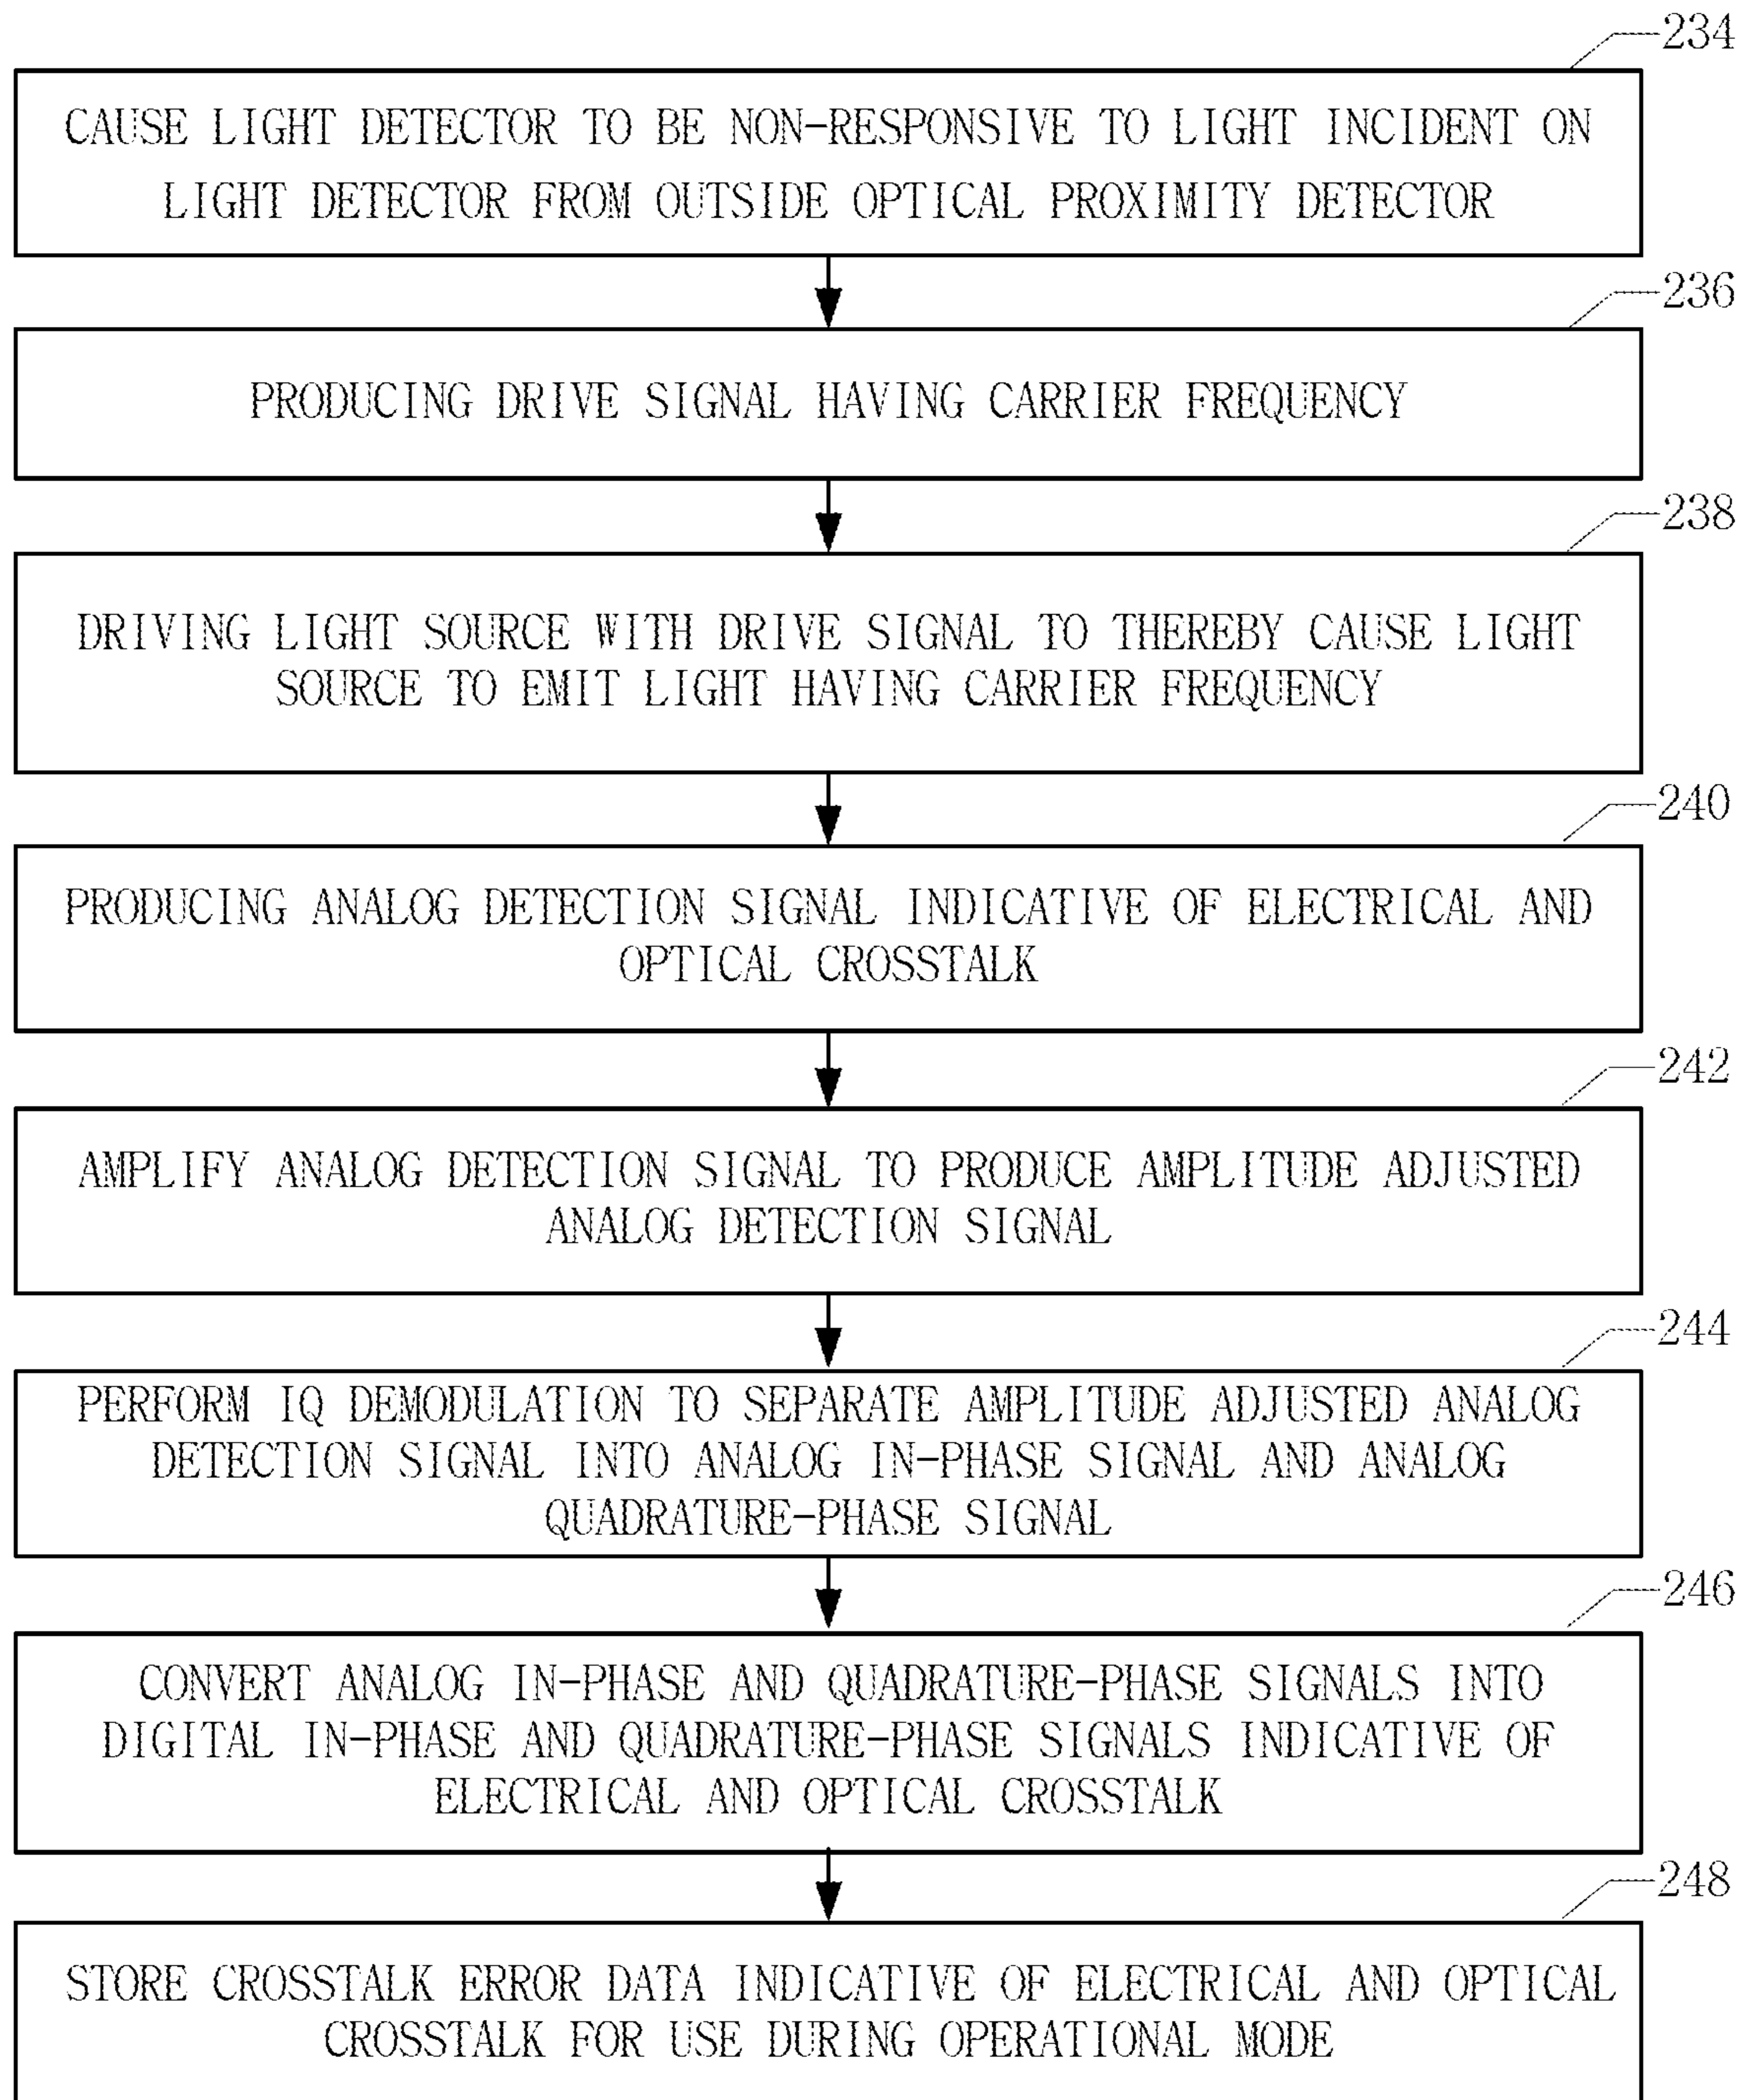 234
CAUSE LIGHT DETECTOR TO BE NON-RESPONSIVE TO LIGHT INCIDENT ON
LIGHT DETECTOR FROM OUTSIDE OPTICAL PROXIMITY DETECTOR
236
PRODUCING DRIVE SIGNAL HAVING CARRIER FREQUENCY
238
DRIVING LIGHT SOURCE WITH DRIVE SIGNAL TO THEREBY CAUSE LIGHT
SOURCE TO EMIT LIGHT HAVING CARRIER FREQUENCY
240
PRODUCING ANALOG DETECTION SIGNAL INDICATIVE OF ELECTRICAL AND
OPTICAL CROSSTALK
242
AMPLIFY ANALOG DETECTION SIGNAL TO PRODUCE AMPLITUDE ADJUSTED
ANALOG DETECTION SIGNAL
244
PERFORM IQ DEMODULATION TO SEPARATE AMPLITUDE ADJUSTED ANALOG
DETECTION SIGNAL INTO ANALOG IN-PHASE SIGNAL AND ANALOG
QUADRATURE-PHASE SIGNAL
246
CONVERT ANALOG IN-PHASE AND QUADRATURE-PHASE SIGNALS INTO
DIGITAL IN-PHASE AND QUADRATURE-PHASE SIGNALS INDICATIVE OF
ELECTRICAL AND OPTICAL CROSSTALK
248
STORE CROSSTALK ERROR DATA INDICATIVE OF ELECTRICAL AND OPTICAL
CROSSTALK FOR USE DURING OPERATIONAL MODE